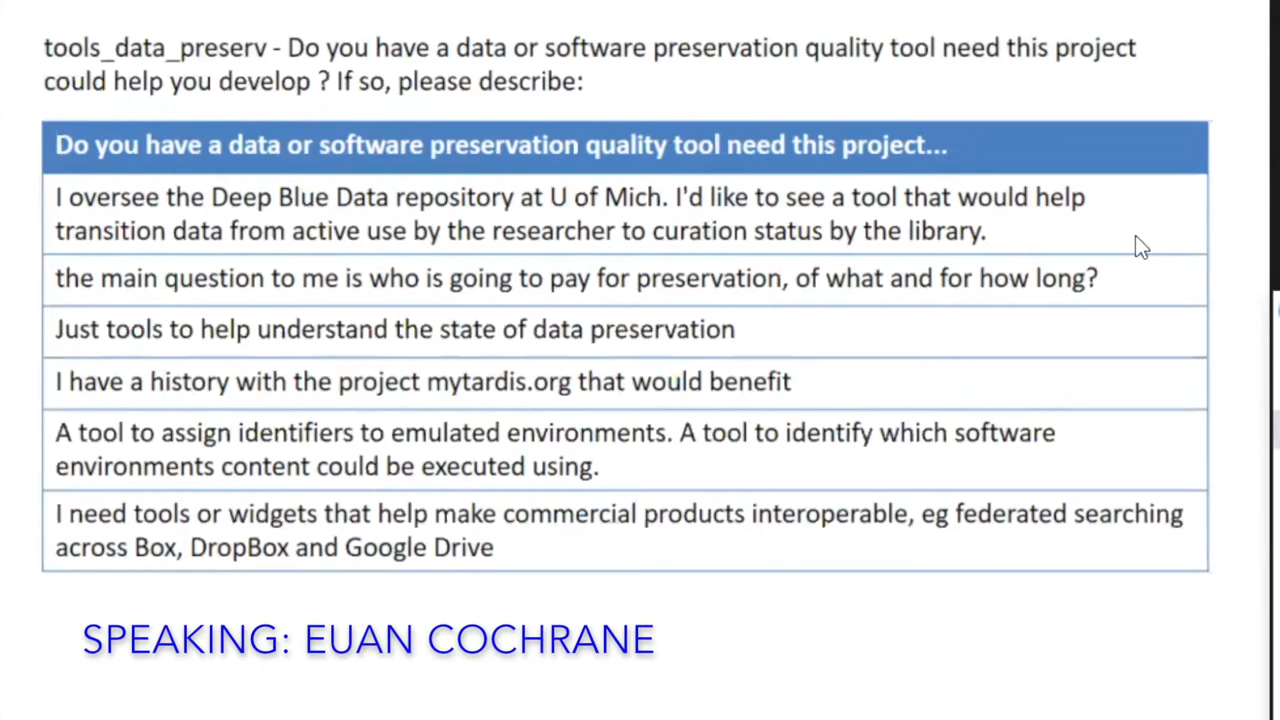 tools_data_preserv - Do you have a data or software preservation quality tool need this project
could help you develop ? If so, please describe:
Do you have a data or software preservation quality tool need this project...
I oversee the Deep Blue Data repository at U of Mich. I'd like to see a tool that would help
transition data from active use by the researcher to curation status by the library.
the main question to me is who is going to pay for preservation, of what and for how long?
Just tools to help understand the state of data preservation
I have a history with the project mytardis.org that would benefit
A tool to assign identifiers to emulated environments. A tool to identify which software
environments content could be executed using.
I need tools or widgets that help make commercial products interoperable, eg federated searching
across Box, DropBox and Google Drive
SPEAKING: EUAN COCHRANE